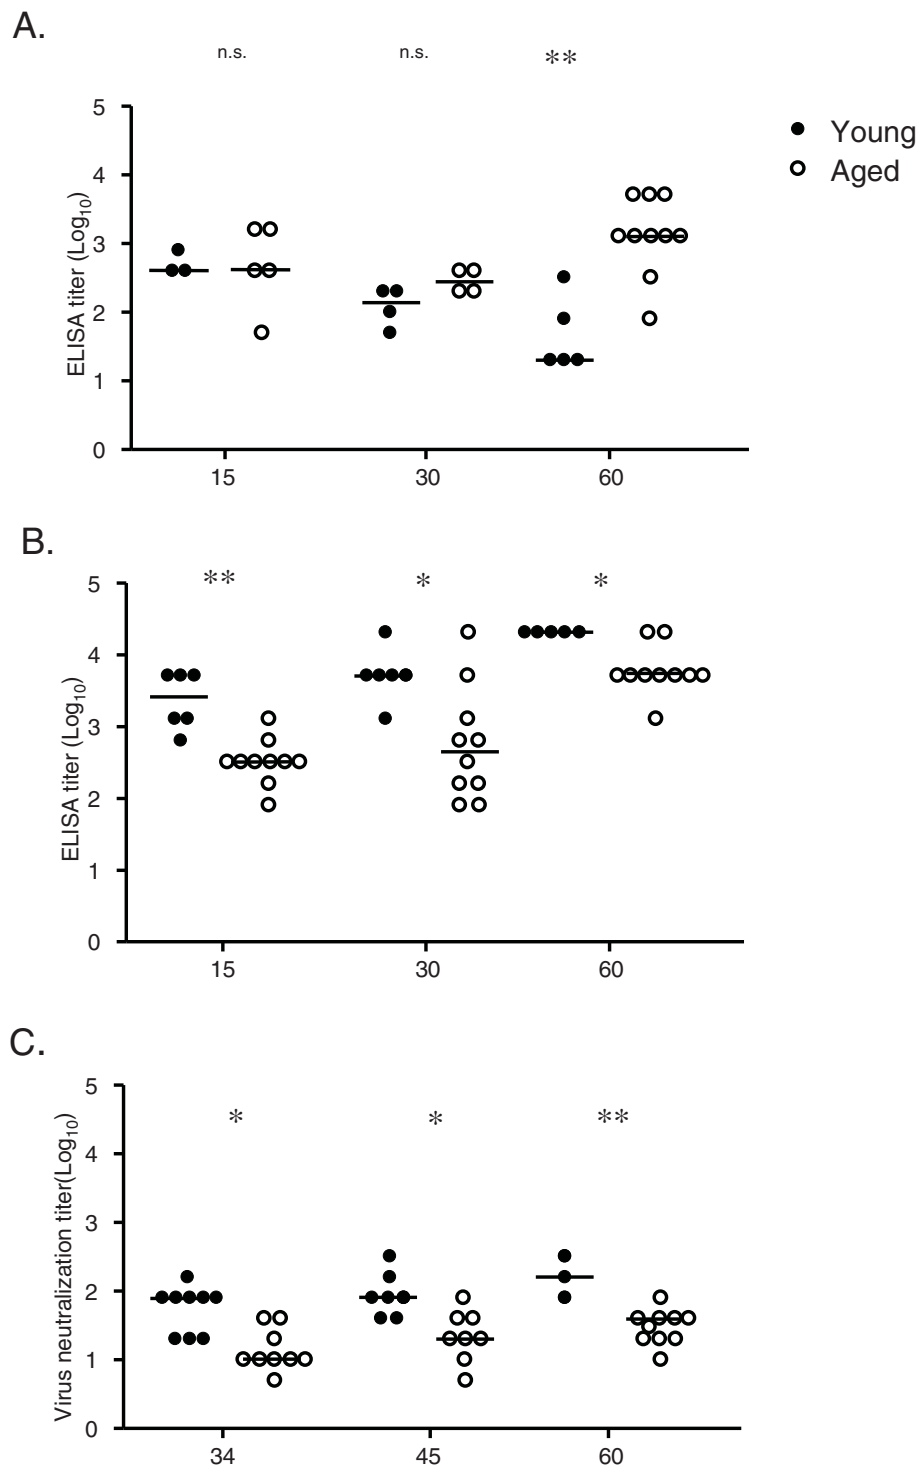 A.
n.s. n.s. **
5
4
3
2
1
0
ELISA titer (Log10)
15 30 60
Young
Aged
B.
** * *
5
4
3
2
1
0
ELISA titer (Log10)
15 30 60
C.
* * **
5
4
3
2
1
0
Virus neutralization titer(Log10)
34 45 60